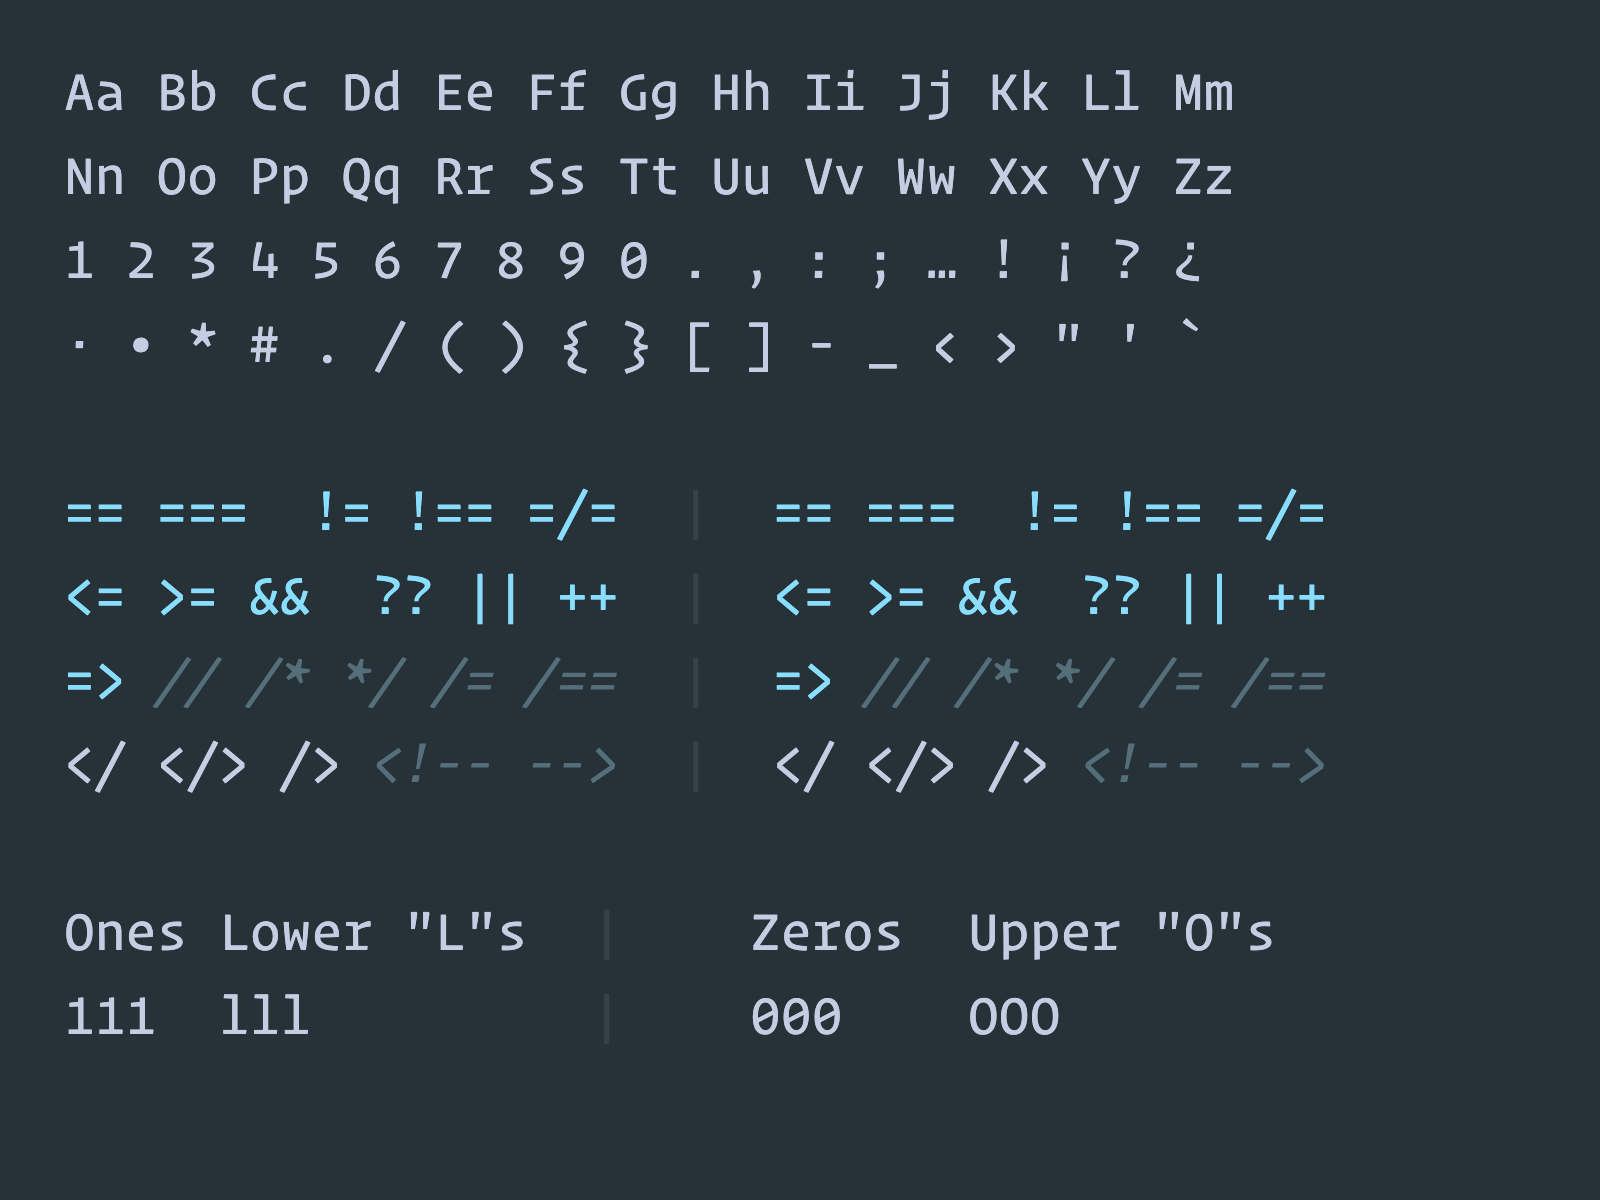 Aa Bb Cc Dd Ee Ff Gg Hh Ii Jj Kk Ll Mm
Nn Oo Pp Qq Rr Ss Tt Uu Vv Ww Xx Yy Zz
1 2 3 4 5 6 7 8 9 0 . , : ; … ! ¡ ? ¿
· • * # . / ( ) { } [ ] - _ < > " ' `
== ===  != !== =/=  |  == ===  != !== =/=
<= >= &&  ?? || ++  |  <= >= &&  ?? || ++
=> // /* */ /= /==  |  => // /* */ /= /==
</ </> /> <!-- -->  |  </ </> /> <!-- -->
Ones Lower "L"s  |  Zeros  Upper "O"s
111  lll  |  000  OOO